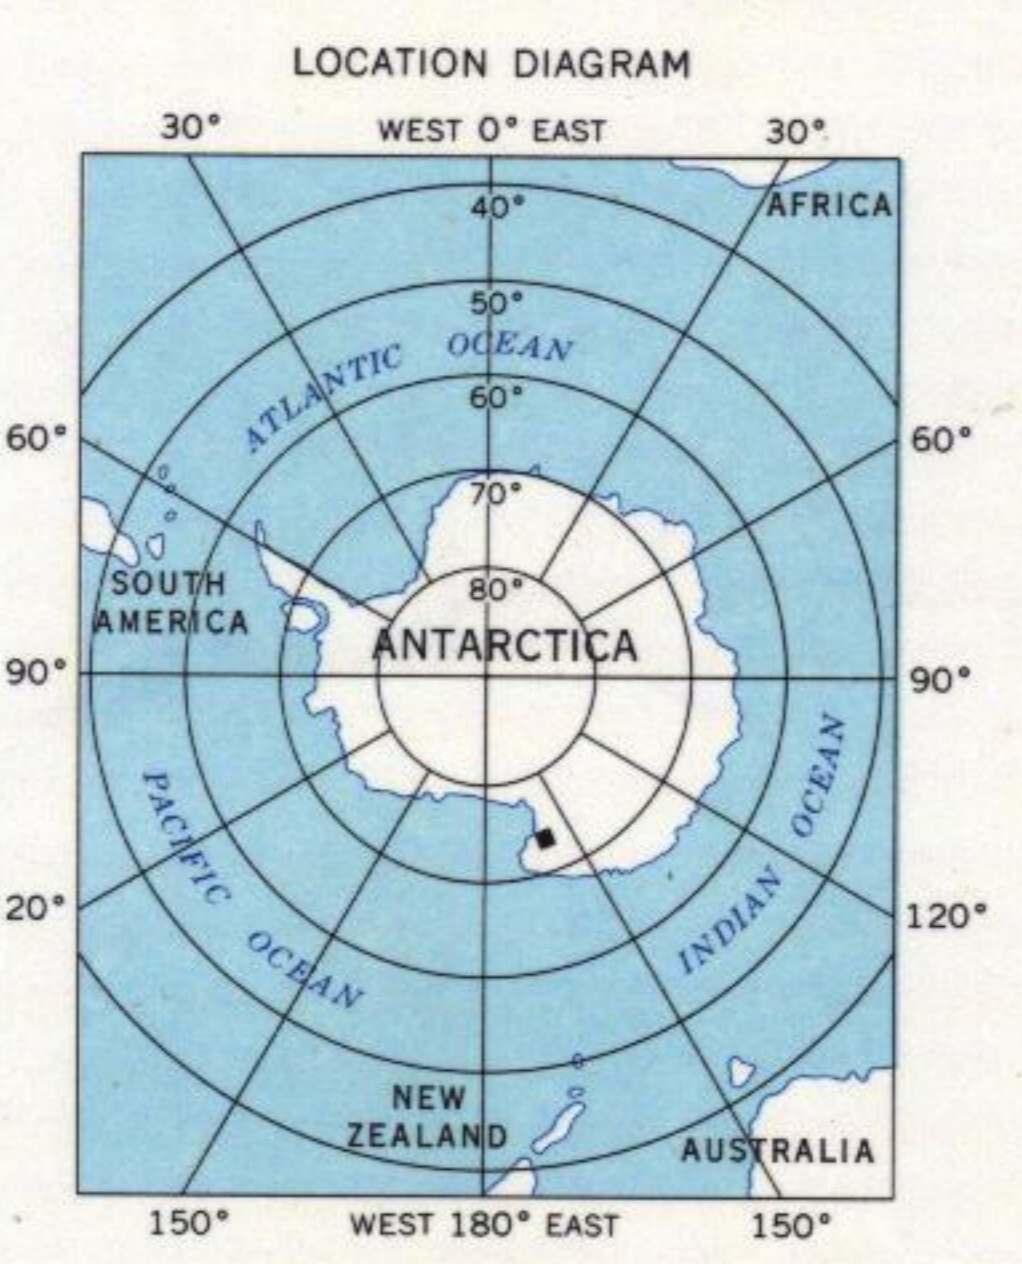 LOCATION DIAGRAM
30° WEST 0° EAST 30°
AFRICA
40°
50°
ATLANTIC OCEAN
60°
60° 60°
70°
SOUTH
AMERICA
80°
ANTARCTICA
90° 90°
PACIFIC OCEAN
INDIAN OCEAN
20° 120°
NEW
ZEALAND
AUSTRALIA
150° WEST 180° EAST 150°